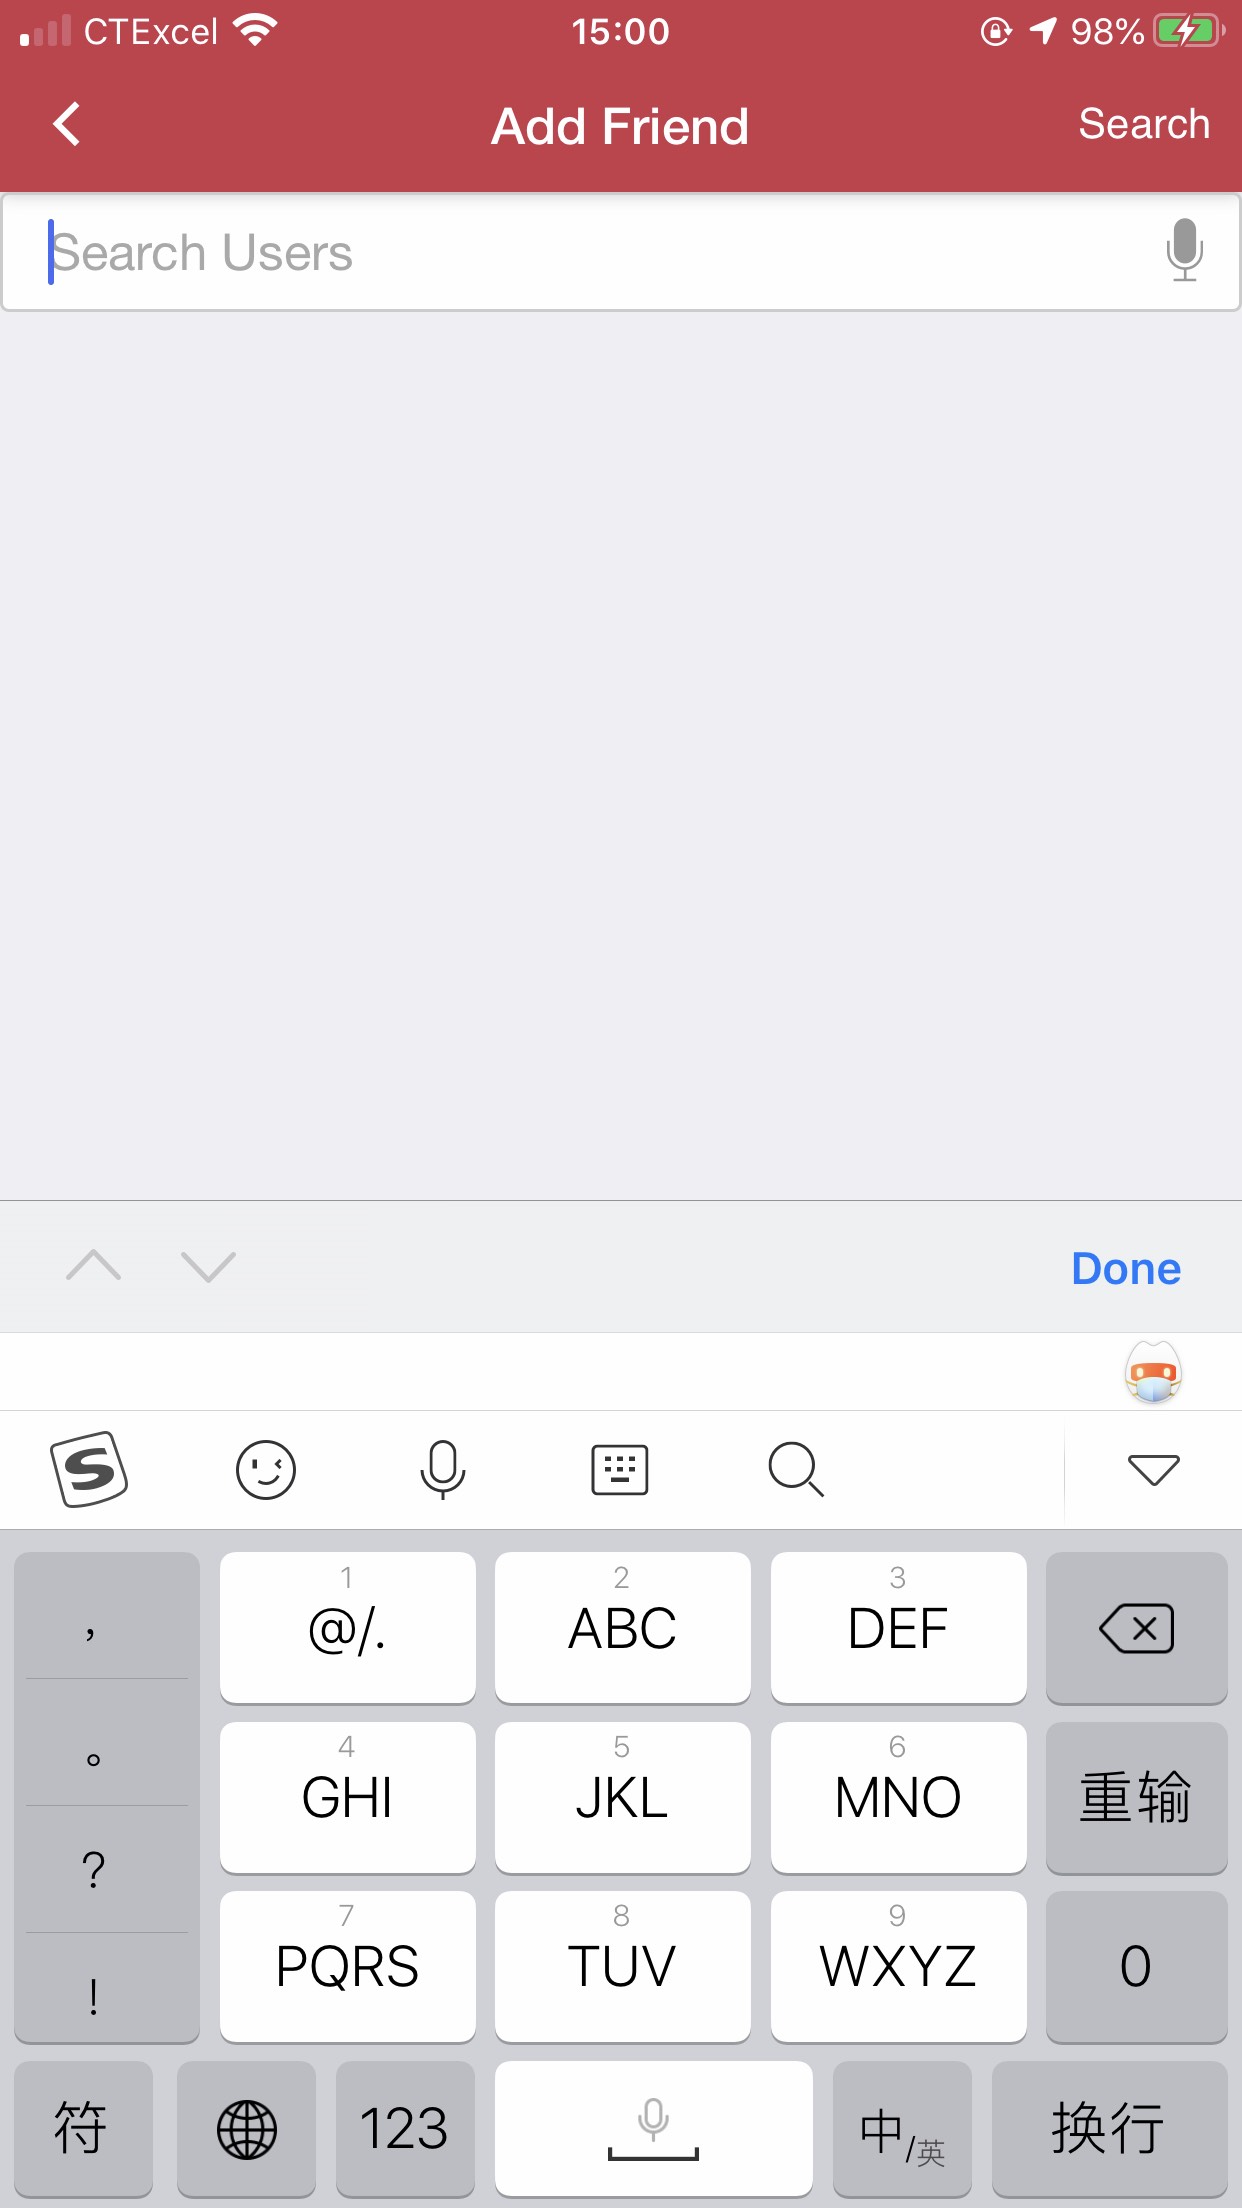 CTExcel 15:00 98%
Add Friend Search
Search Users
Done
S
， 1 2 3
@/. ABC DEF
。 4 5 6
GHI JKL MNO 重输
? 7 8 9
PQRS TUV WXYZ 0
!
符 123 中/英 换行